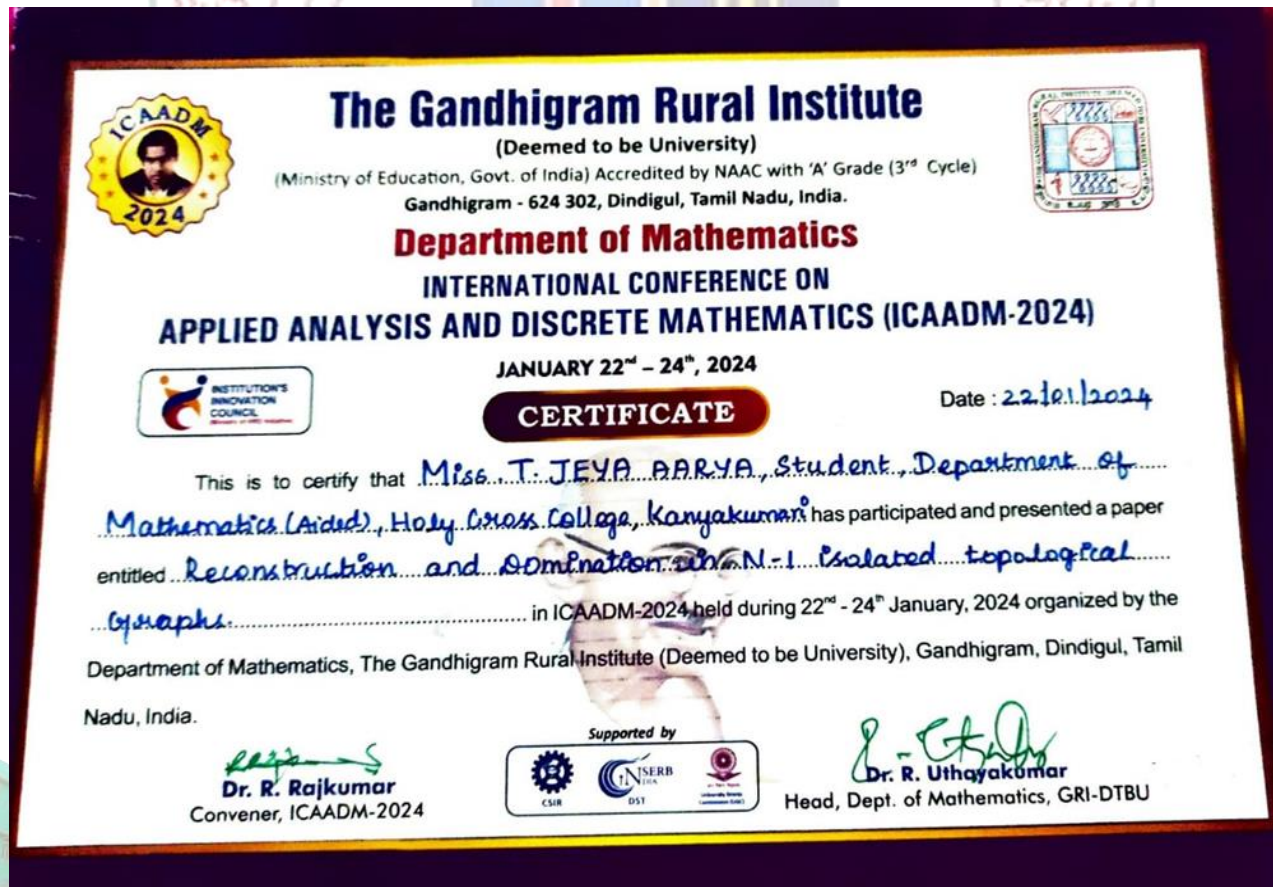 ICAADM
2024
The Gandhigram Rural Institute
(Deemed to be University)
(Ministry of Education, Govt. of India) Accredited by NAAC with 'A' Grade (3rd Cycle)
Gandhigram - 624 302, Dindigul, Tamil Nadu, India.
Department of Mathematics
INTERNATIONAL CONFERENCE ON
APPLIED ANALYSIS AND DISCRETE MATHEMATICS (ICAADM-2024)
JANUARY 22nd – 24th, 2024
INSTITUTION'S
INNOVATION
COUNCIL
CERTIFICATE
Date : 22/01/2024
This is to certify that Miss. T. JEYA AARYA, Student, Department of
Mathematics (Aided), Holy Cross College, Kanyakumari has participated and presented a paper
entitled Reconstruction and Domination in N-1 isolated topological
Graphs. in ICAADM-2024 held during 22nd - 24th January, 2024 organized by the
Department of Mathematics, The Gandhigram Rural Institute (Deemed to be University), Gandhigram, Dindigul, Tamil
Nadu, India.
Supported by
CSIR
SERB
INDIA
DST
Dr. R. Rajkumar
Convener, ICAADM-2024
Dr. R. Uthayakumar
Head, Dept. of Mathematics, GRI-DTBU